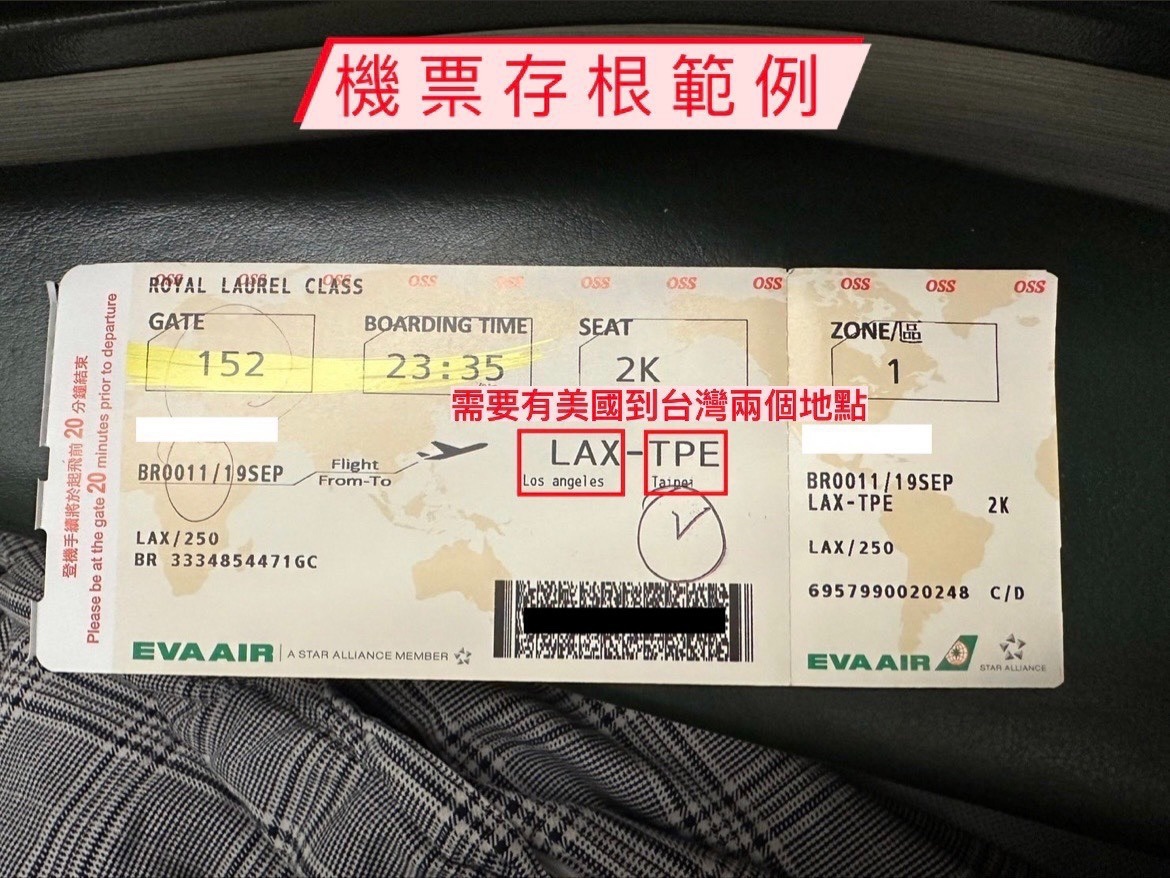 機票存根範例
OSS OSS OSS OSS OSS OSS OSS OSS OSS OSS OSS
ROYAL LAUREL CLASS
GATE BOARDING TIME SEAT ZONE/區
152 23:35 2K 1
需要有美國到台灣兩個地點
LAX-TPE
Los angeles Taipei
BR0011/19SEP
Flight
From-To
LAX/250
BR 3334854471GC
EVA AIR A STAR ALLIANCE MEMBER
登機手續將於起飛前 20 分鐘結束
Please be at the gate 20 minutes prior to departure
BR0011/19SEP
LAX-TPE 2K
LAX/250
6957990020248 C/D
EVA AIR STAR ALLIANCE